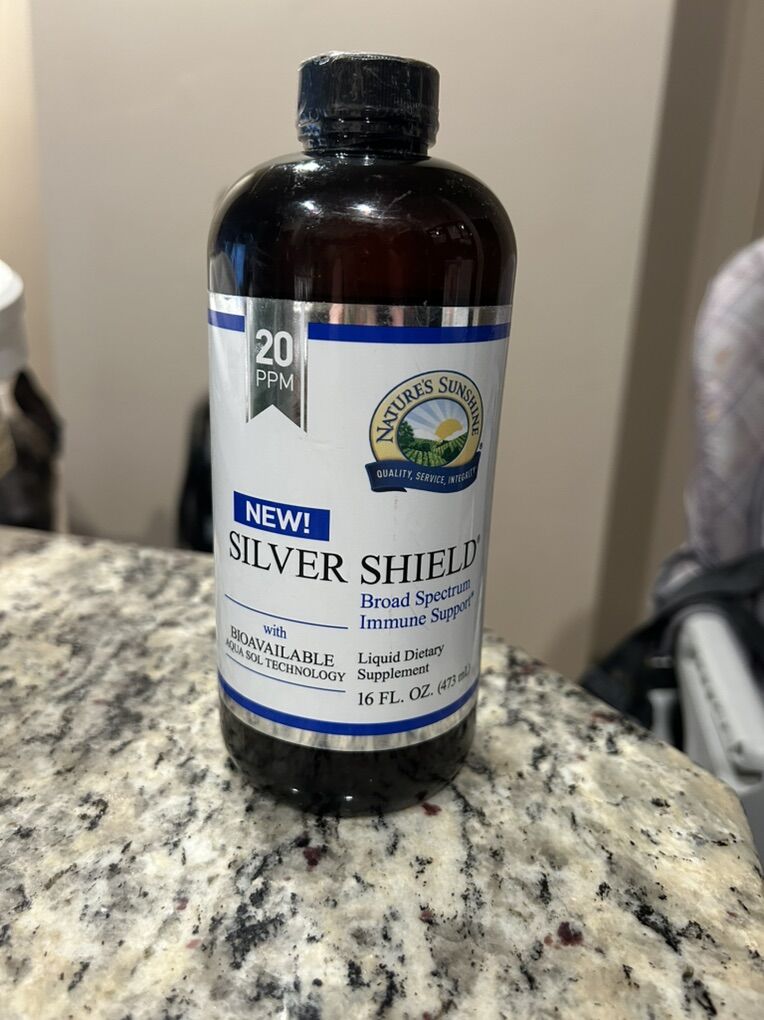 20
PPM
NATURE'S SUNSHINE®
QUALITY, SERVICE, INTEGRITY
NEW!
SILVER SHIELD®
Broad Spectrum
Immune Support*
with
BIOAVAILABLE
AQUA SOL TECHNOLOGY
Liquid Dietary
Supplement
16 FL. OZ. (473 mL)